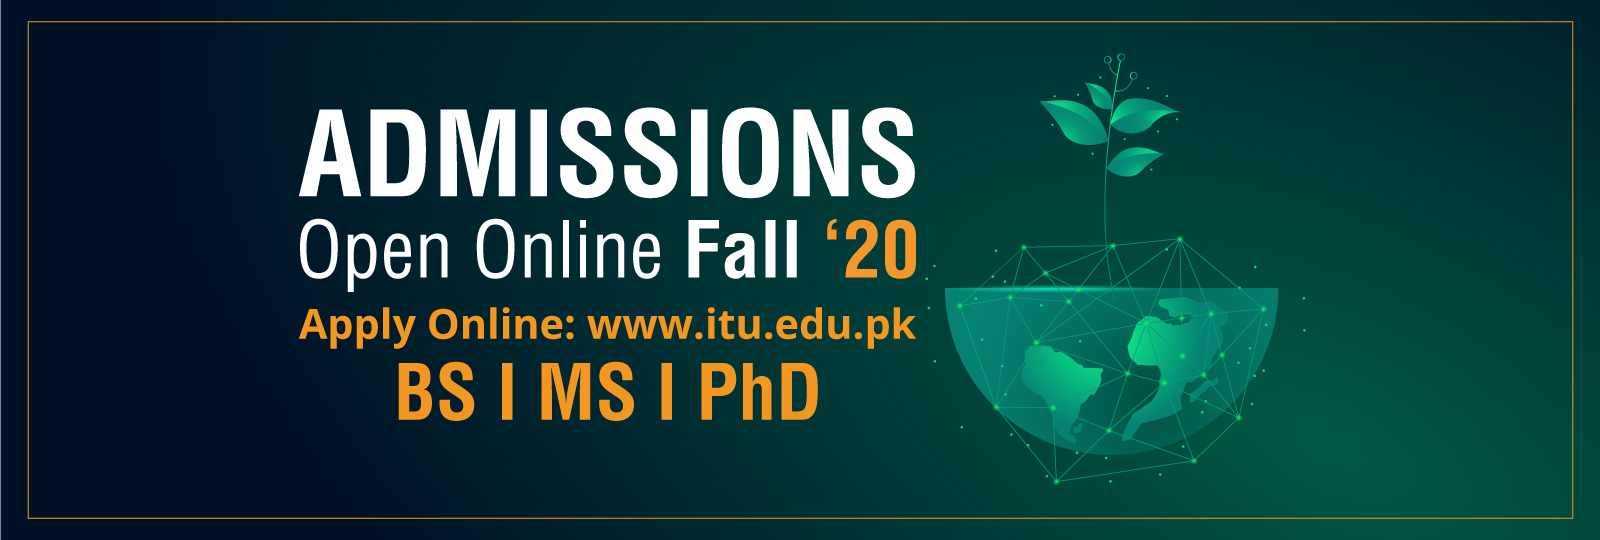 ADMISSIONS
Open Online Fall ‘20
Apply Online: www.itu.edu.pk
BS I MS I PhD